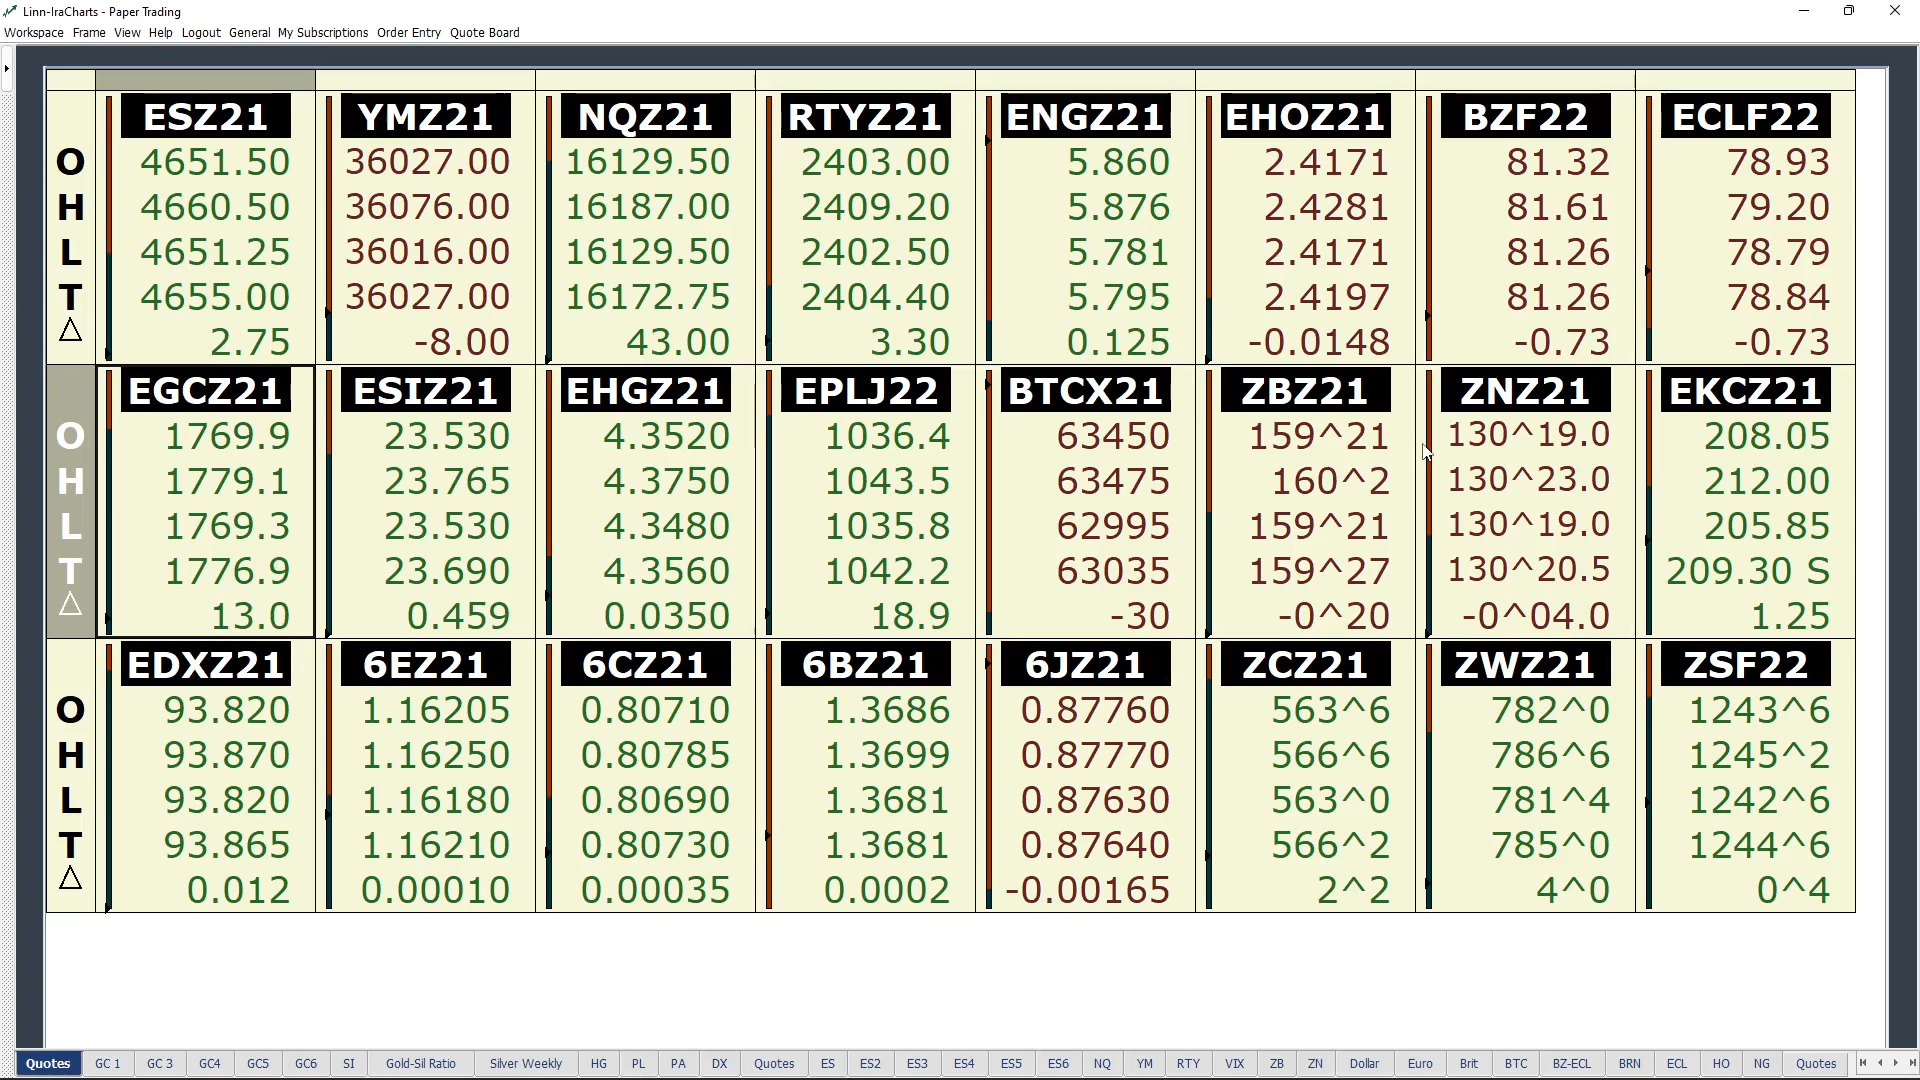 Linn-IraCharts - Paper Trading
Workspace Frame View Help Logout General My Subscriptions Order Entry Quote Board
ESZ21 YMZ21 NQZ21 RTYZ21 ENGZ21 EHOZ21 BZF22 ECLF22
O 4651.50 36027.00 16129.50 2403.00 5.860 2.4171 81.32 78.93
H 4660.50 36076.00 16187.00 2409.20 5.876 2.4281 81.61 79.20
L 4651.25 36016.00 16129.50 2402.50 5.781 2.4171 81.26 78.79
T 4655.00 36027.00 16172.75 2404.40 5.795 2.4197 81.26 78.84
△ 2.75 -8.00 43.00 3.30 0.125 -0.0148 -0.73 -0.73
EGCZ21 ESIZ21 EHGZ21 EPLJ22 BTCX21 ZBZ21 ZNZ21 EKCZ21
O 1769.9 23.530 4.3520 1036.4 63450 159^21 130^19.0 208.05
H 1779.1 23.765 4.3750 1043.5 63475 160^2 130^23.0 212.00
L 1769.3 23.530 4.3480 1035.8 62995 159^21 130^19.0 205.85
T 1776.9 23.690 4.3560 1042.2 63035 159^27 130^20.5 209.30 S
△ 13.0 0.459 0.0350 18.9 -30 -0^20 -0^04.0 1.25
EDXZ21 6EZ21 6CZ21 6BZ21 6JZ21 ZCZ21 ZWZ21 ZSF22
O 93.820 1.16205 0.80710 1.3686 0.87760 563^6 782^0 1243^6
H 93.870 1.16250 0.80785 1.3699 0.87770 566^6 786^6 1245^2
L 93.820 1.16180 0.80690 1.3681 0.87630 563^0 781^4 1242^6
T 93.865 1.16210 0.80730 1.3681 0.87640 566^2 785^0 1244^6
△ 0.012 0.00010 0.00035 0.0002 -0.00165 2^2 4^0 0^4
Quotes GC 1 GC 3 GC4 GC5 GC6 SI Gold-Sil Ratio Silver Weekly HG PL PA DX Quotes ES ES2 ES3 ES4 ES5 ES6 NQ YM RTY VIX ZB ZN Dollar Euro Brit BTC BZ-ECL BRN ECL HO NG Quotes